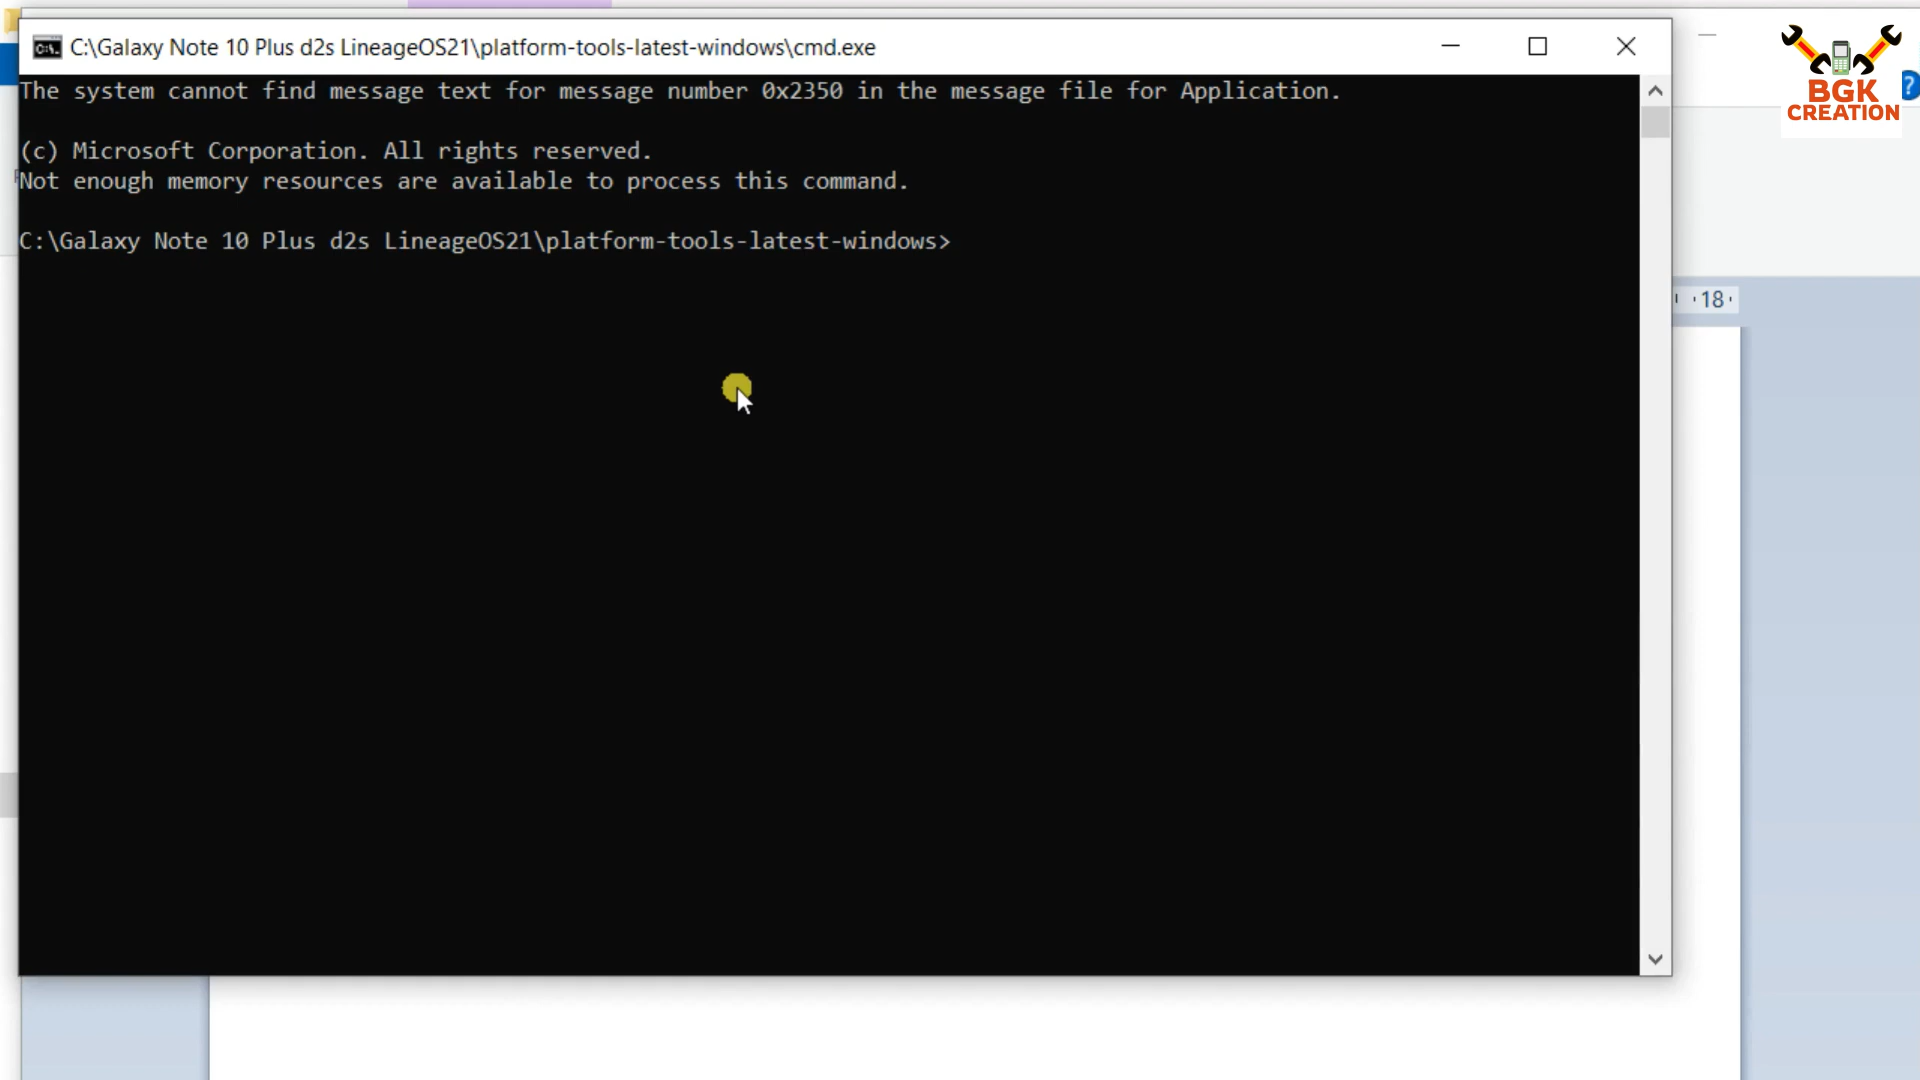 C:\Galaxy Note 10 Plus d2s LineageOS21\platform-tools-latest-windows\cmd.exe
The system cannot find message text for message number 0x2350 in the message file for Application.
(c) Microsoft Corporation. All rights reserved.
Not enough memory resources are available to process this command.
C:\Galaxy Note 10 Plus d2s LineageOS21\platform-tools-latest-windows>
BGK
CREATION
?
18